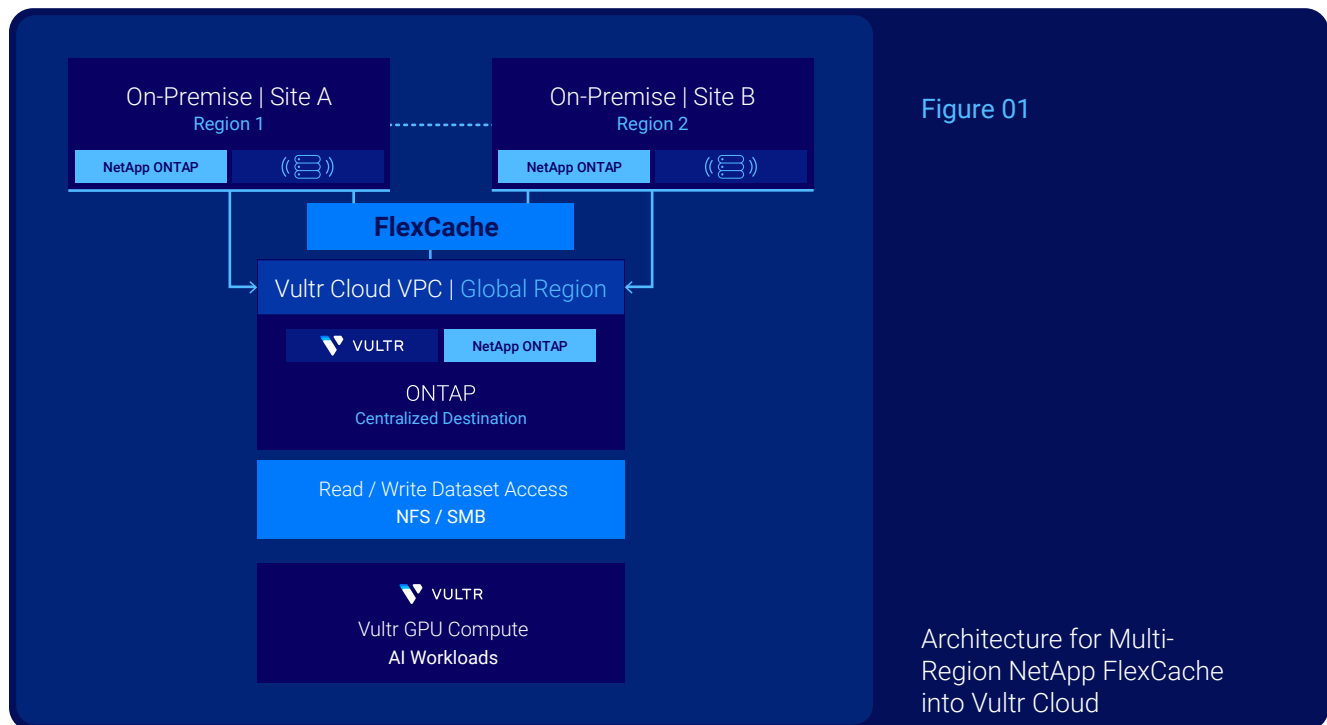 On-Premise | Site A
Region 1
NetApp ONTAP
On-Premise | Site B
Region 2
NetApp ONTAP
FlexCache
Vultr Cloud VPC | Global Region
VULTR
NetApp ONTAP
ONTAP
Centralized Destination
Read / Write Dataset Access
NFS / SMB
VULTR
Vultr GPU Compute
AI Workloads
Figure 01
Architecture for Multi-
Region NetApp FlexCache
into Vultr Cloud